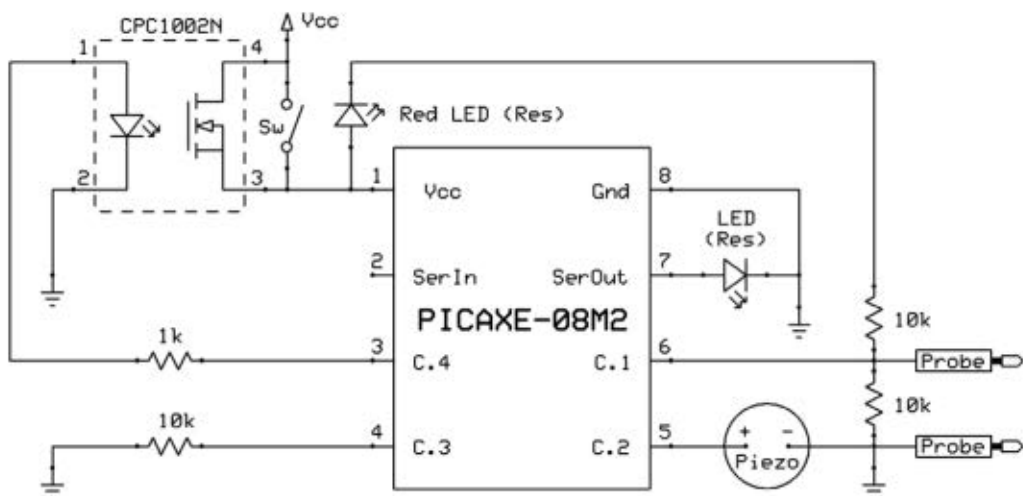 CPC1002N
Vcc
1
4
Sw
Red LED (Res)
2
3
1
Vcc
Gnd
8
LED
(Res)
2
SerIn
SerOut
7
PICAXE-08M2
10k
1k
3
C.4
C.1
6
Probe
10k
10k
4
C.3
C.2
5
+ -
Piezo
Probe